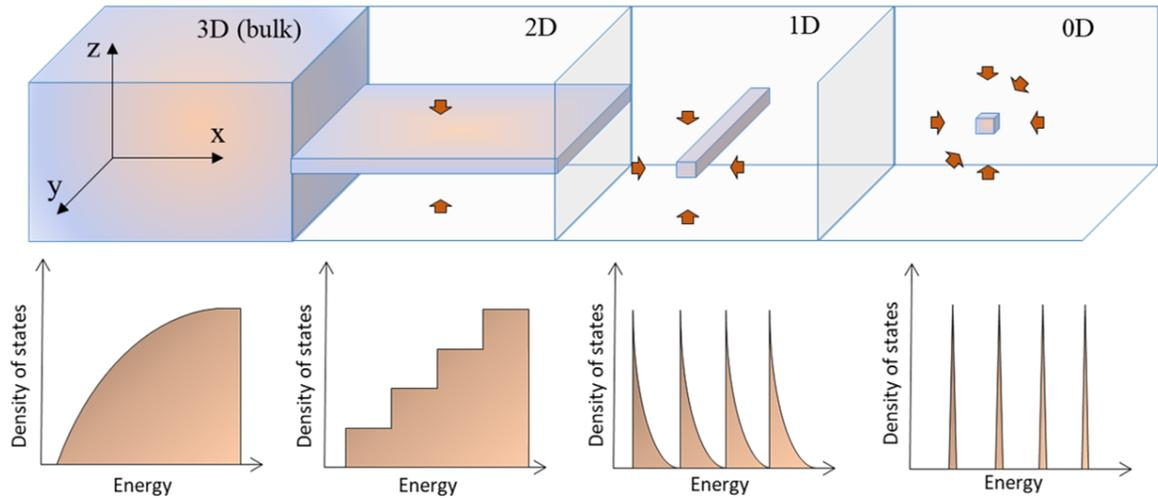 3D (bulk)
2D
1D
0D
z
x
y
Density of states
Energy
Density of states
Energy
Density of states
Energy
Density of states
Energy